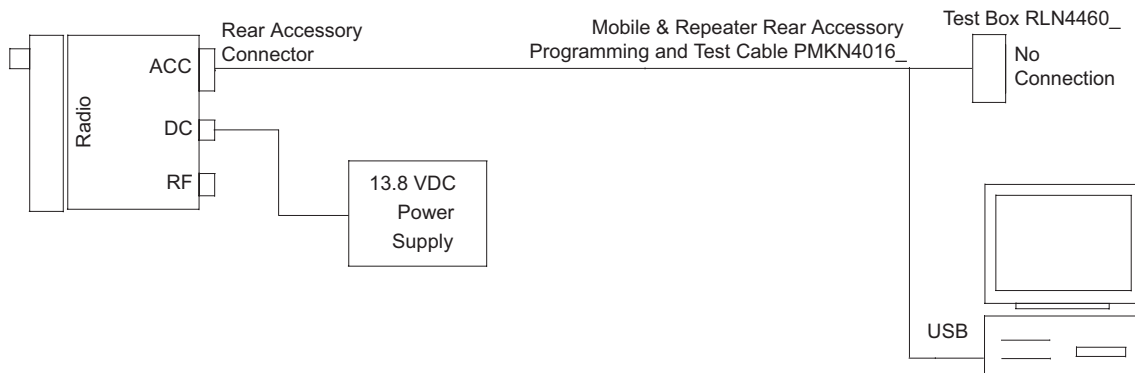 Rear Accessory
Connector
Mobile & Repeater Rear Accessory
Programming and Test Cable PMKN4016_
Test Box RLN4460_
No
Connection
Radio
ACC
DC
RF
13.8 VDC
Power
Supply
USB